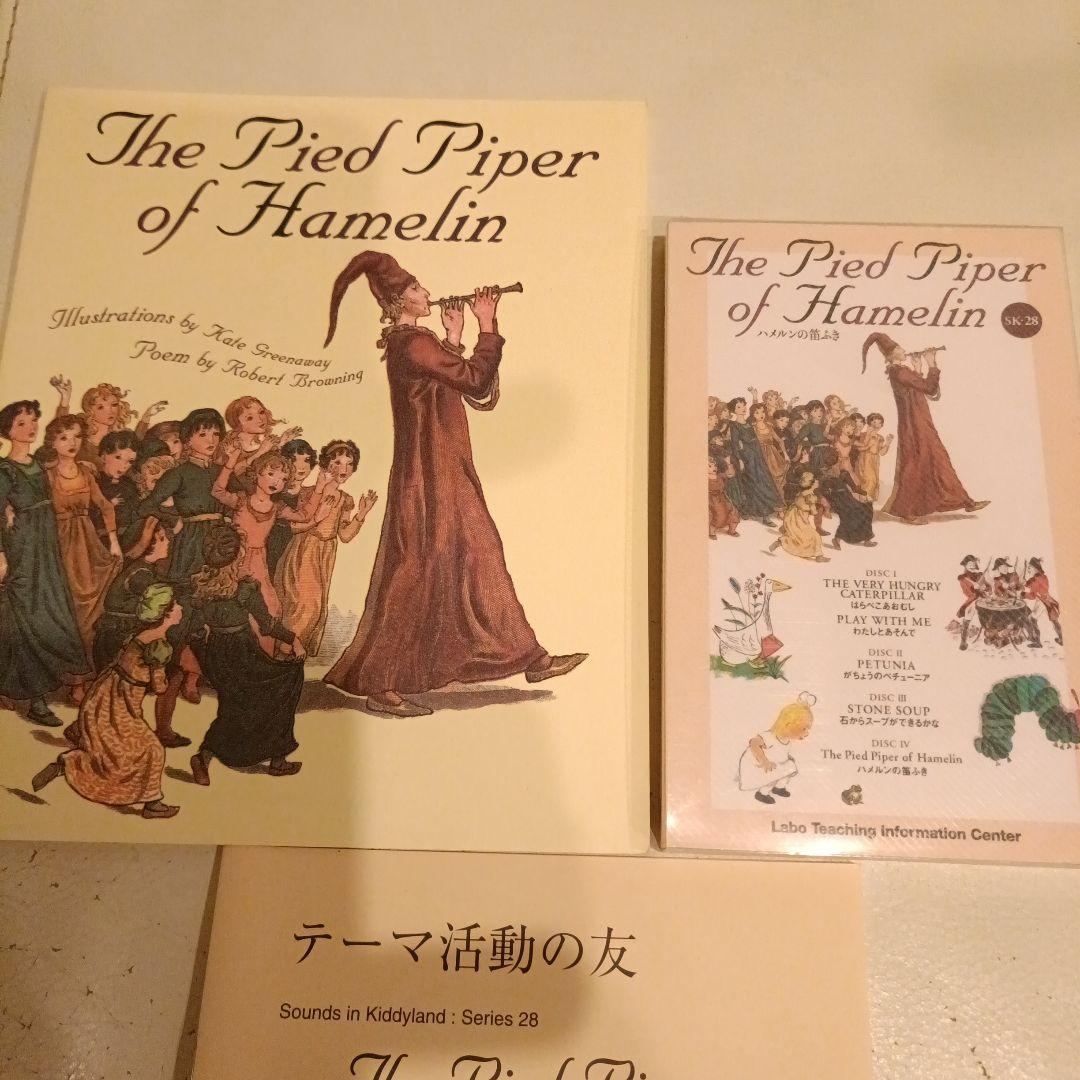 The Pied Piper
of Hamelin
Illustrations by Kate Greenaway
Poem by Robert Browning
The Pied Piper
of Hamelin
SK-28
ハメルンの笛ふき
DISC I
THE VERY HUNGRY
CATERPILLAR
はらぺこあおむし
PLAY WITH ME
わたしとあそんで
DISC II
PETUNIA
がちょうのペチューニア
DISC III
STONE SOUP
石からスープができるかな
DISC IV
The Pied Piper of Hamelin
ハメルンの笛ふき
Labo Teaching Information Center
テーマ活動の友
Sounds in Kiddyland : Series 28
The Pied Pi